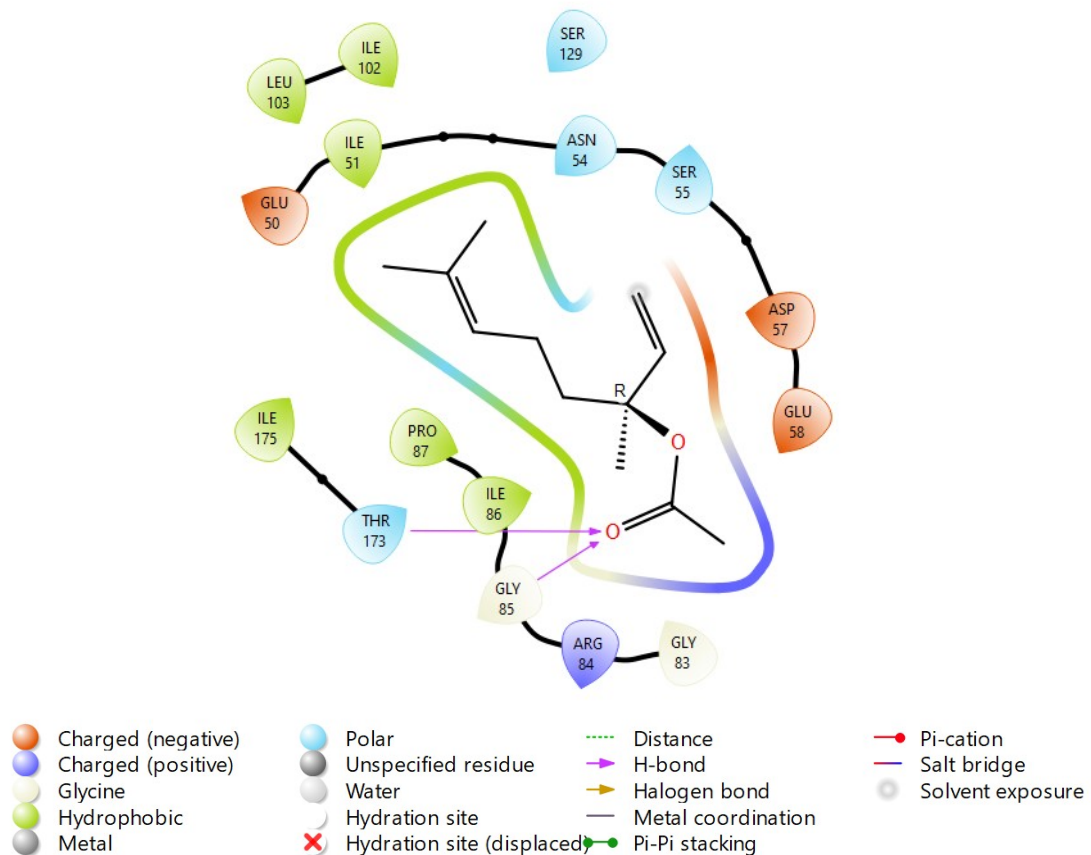 SER
129
ILE
102
LEU
103
ILE
51
ASN
54
SER
55
GLU
50
ASP
57
GLU
58
R
O
O
ILE
175
PRO
87
ILE
86
THR
173
GLY
85
ARG
84
GLY
83
Charged (negative)
Charged (positive)
Glycine
Hydrophobic
Metal
Polar
Unspecified residue
Water
Hydration site
Hydration site (displaced)
Distance
H-bond
Halogen bond
Metal coordination
Pi-Pi stacking
Pi-cation
Salt bridge
Solvent exposure